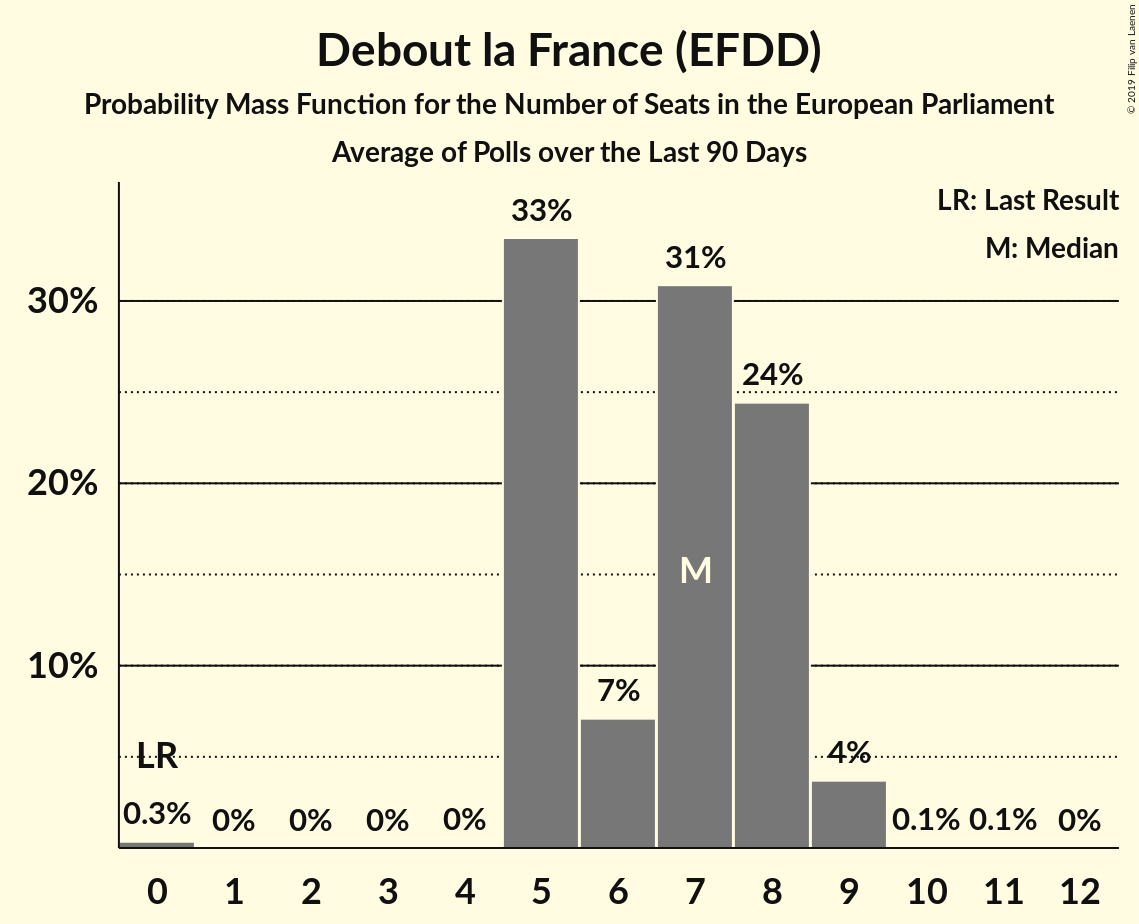 Debout la France (EFDD)
Probability Mass Function for the Number of Seats in the European Parliament
Average of Polls over the Last 90 Days
© 2019 Filip van Laenen
LR: Last Result
M: Median
33%
31%
30%
24%
20%
M
10%
7%
LR
4%
0.3% 0% 0% 0% 0% 0.1% 0.1% 0%
0 1 2 3 4 5 6 7 8 9 10 11 12